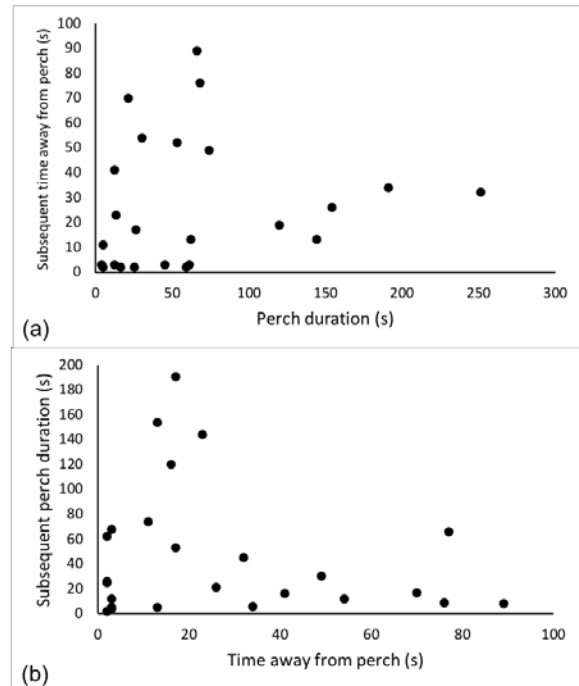 100
90
80
70
60
50
40
30
20
10
0
Subsequent time away from perch (s)
0 50 100 150 200 250 300
Perch duration (s)
(a)
200
180
160
140
120
100
80
60
40
20
0
Subsequent perch duration (s)
0 20 40 60 80 100
Time away from perch (s)
(b)